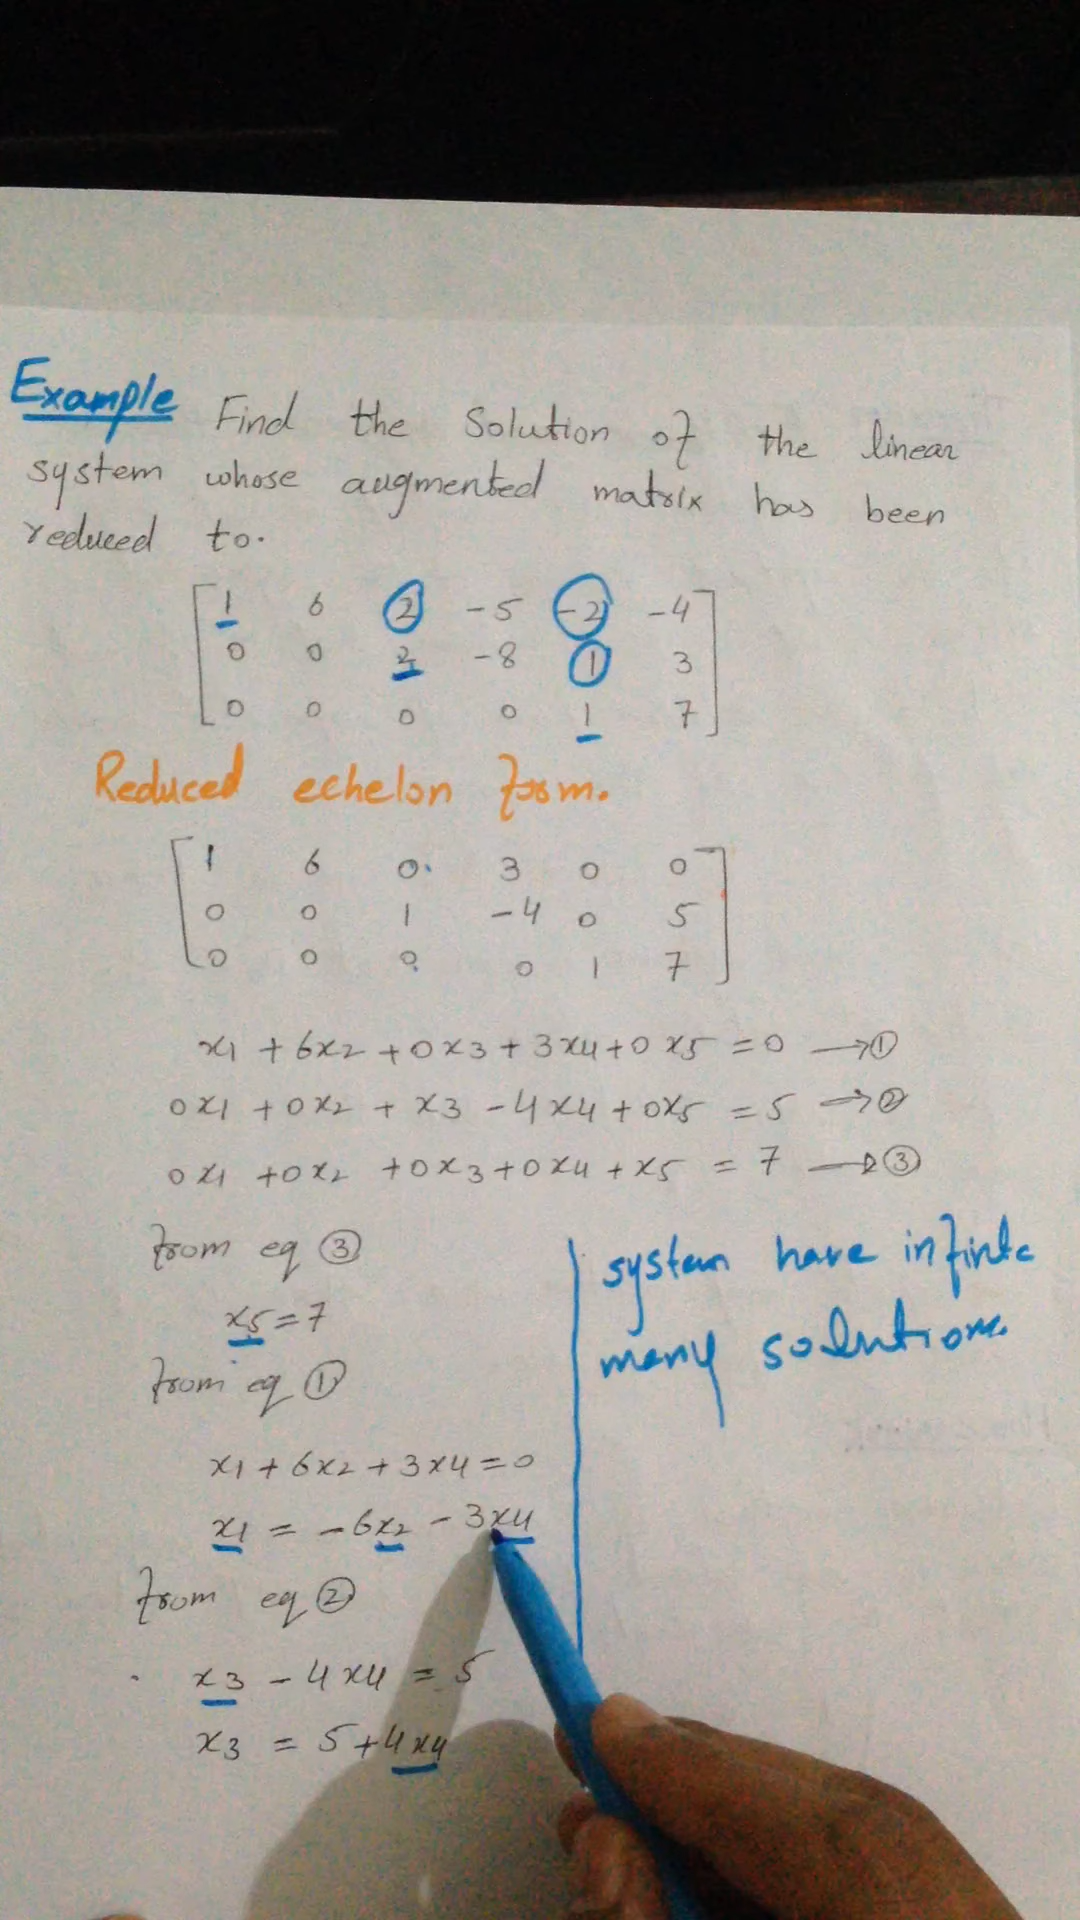 Example Find the Solution of the linear
system whose augmented matrix has been
reduced to.
1 6 2 -5 -2 -4
0 0 2 -8 1 3
0 0 0 0 1 7
Reduced echelon form.
1 6 0 3 0 0
0 0 1 -4 0 5
0 0 0 0 1 7
x1 + 6x2 + 0x3 + 3x4 + 0x5 = 0 → ①
0x1 + 0x2 + x3 - 4x4 + 0x5 = 5 → ②
0x1 + 0x2 + 0x3 + 0x4 + x5 = 7 → ③
from eq ③
x5 = 7
from eq ①
x1 + 6x2 + 3x4 = 0
x1 = -6x2 - 3x4
from eq ②
x3 - 4x4 = 5
x3 = 5 + 4x4
system have infinte
many solutions.